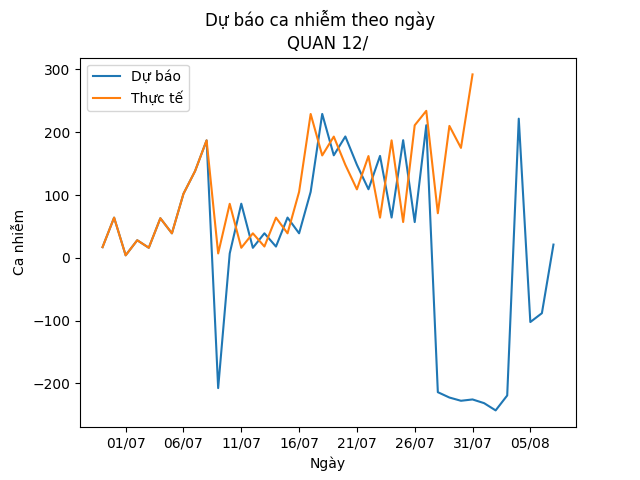 Dự báo ca nhiễm theo ngày
QUAN 12/
Dự báo
Thực tế
Ca nhiễm
300
200
100
0
−100
−200
01/07 06/07 11/07 16/07 21/07 26/07 31/07 05/08
Ngày